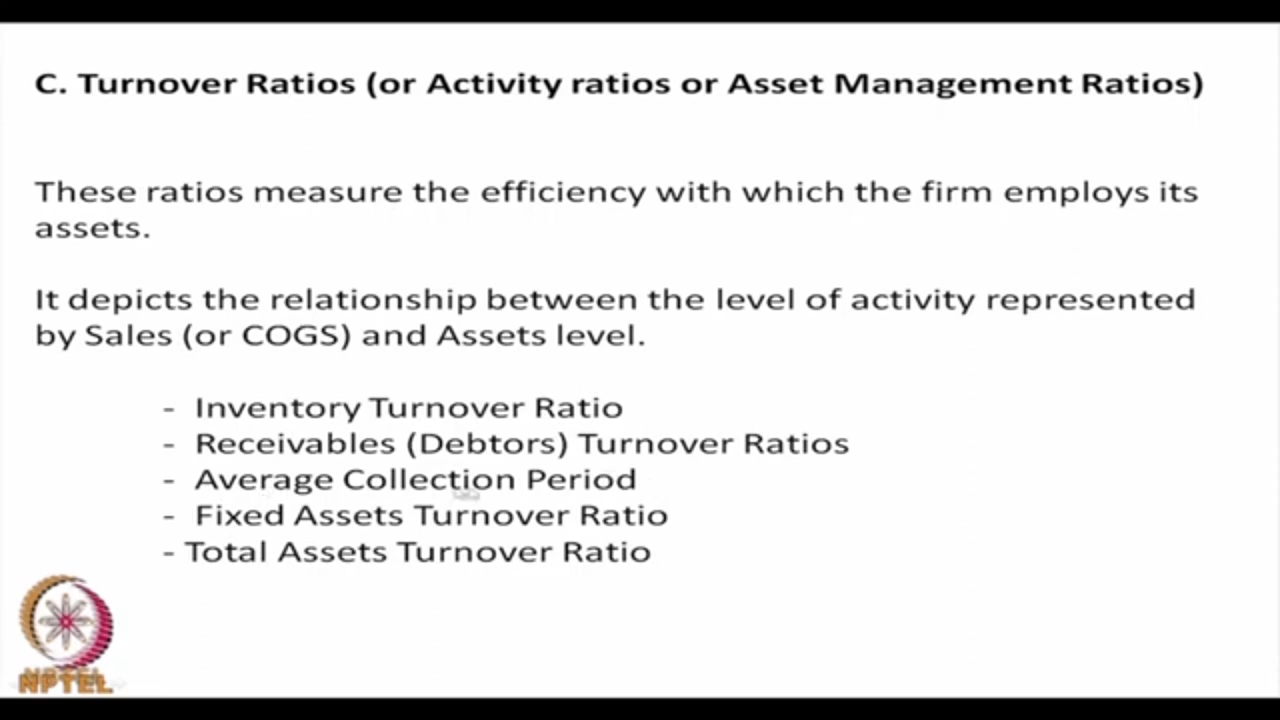 C. Turnover Ratios (or Activity ratios or Asset Management Ratios)
These ratios measure the efficiency with which the firm employs its
assets.
It depicts the relationship between the level of activity represented
by Sales (or COGS) and Assets level.
- Inventory Turnover Ratio
- Receivables (Debtors) Turnover Ratios
- Average Collection Period
- Fixed Assets Turnover Ratio
- Total Assets Turnover Ratio
NPTEL